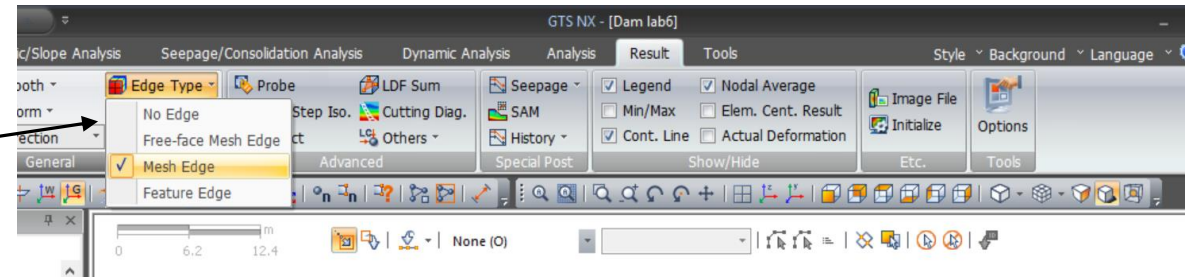 GTS NX - [Dam lab6]
ic/Slope Analysis Seepage/Consolidation Analysis Dynamic Analysis Analysis Result Tools Style Background Language
ooth Edge Type Probe LDF Sum Seepage Legend Nodal Average Image File
orm No Edge Step Iso. Cutting Diag. SAM Min/Max Elem. Cent. Result Initialize Options
ection Free-face Mesh Edge ct Others History Cont. Line Actual Deformation
General Mesh Edge Advanced Special Post Show/Hide Etc. Tools
Feature Edge
m
0 6.2 12.4 None (O)